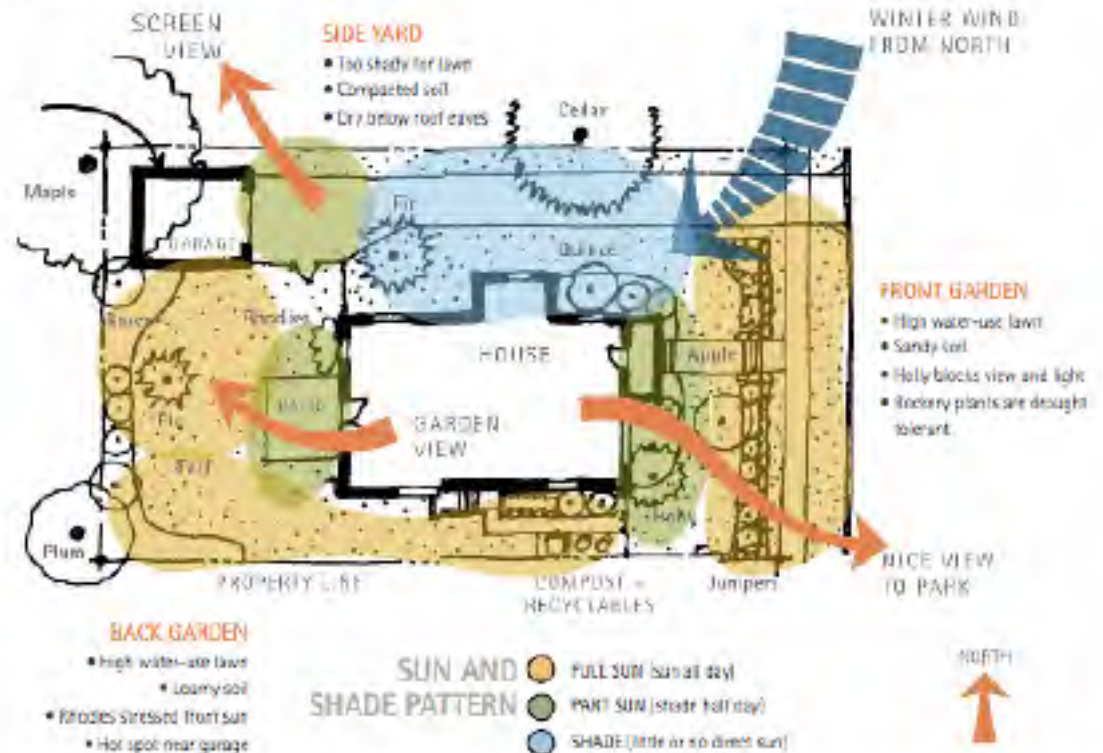 SCREEN
VIEW
SIDE YARD
• Too shady for lawn
• Compacted soil
• Dry below roof eaves
WINTER WIND
FROM NORTH
Cedar
Maple
Fir
GARAGE
Rhodies
HOUSE
Apple
FRONT GARDEN
• High water-use lawn
• Sandy soil
• Holly blocks view and light
• Rockery plants are drought
tolerant
PATIO
Fig
GARDEN
VIEW
Holly
Plum
PROPERTY LINE
COMPOST +
RECYCLABLES
Junipers
NICE VIEW
TO PARK
BACK GARDEN
• High water-use lawn
• Loamy soil
• Rhodies stressed from sun
• Hot spot near garage
SUN AND
SHADE PATTERN
FULL SUN (sun all day)
PART SUN (shade half day)
SHADE (little or no direct sun)
NORTH